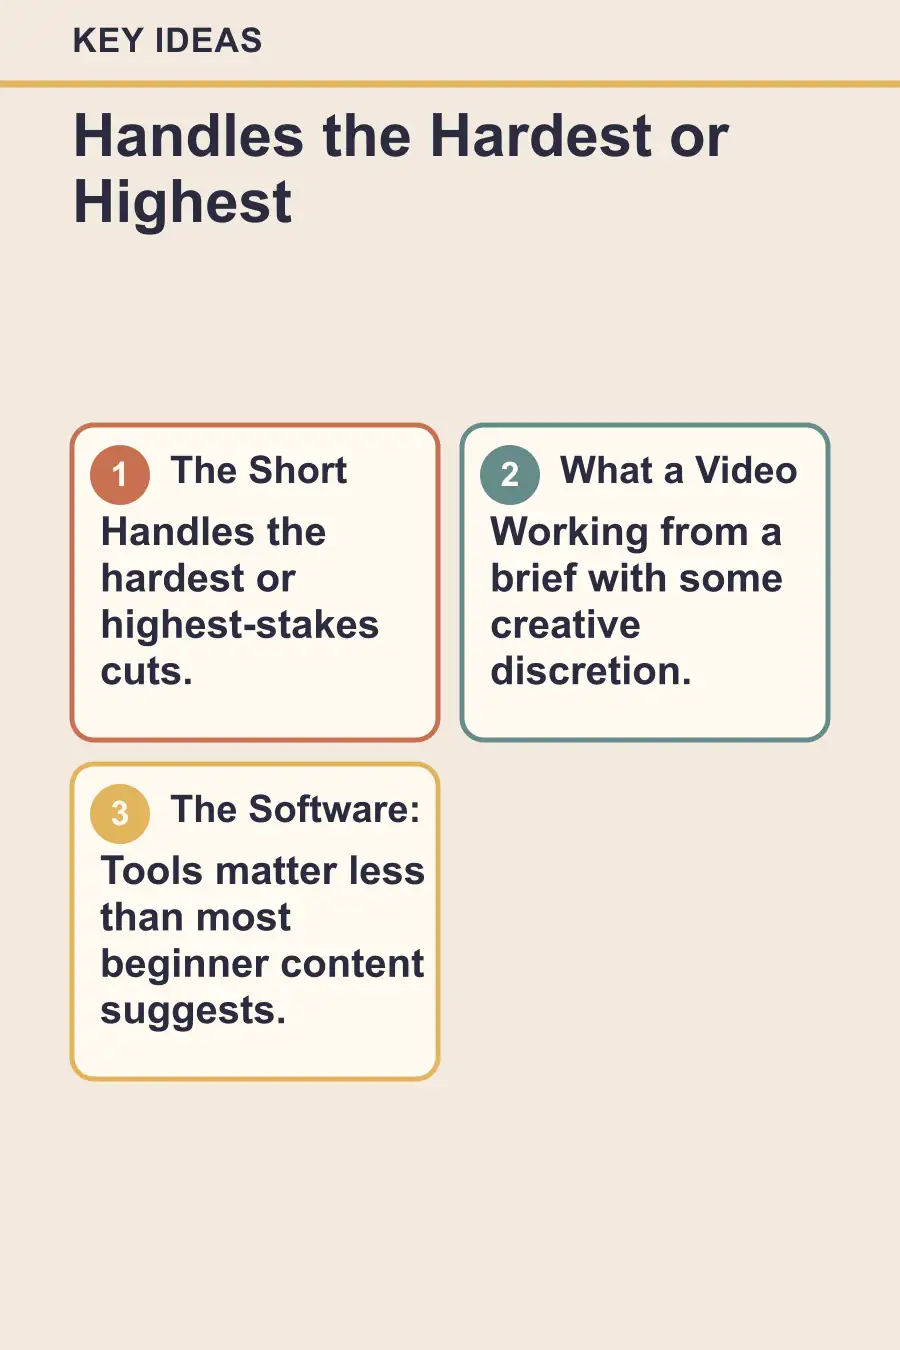 KEY IDEAS
Handles the Hardest or
Highest
1 The Short
Handles the
hardest or
highest-stakes
cuts.
2 What a Video
Working from a
brief with some
creative
discretion.
3 The Software:
Tools matter less
than most
beginner content
suggests.